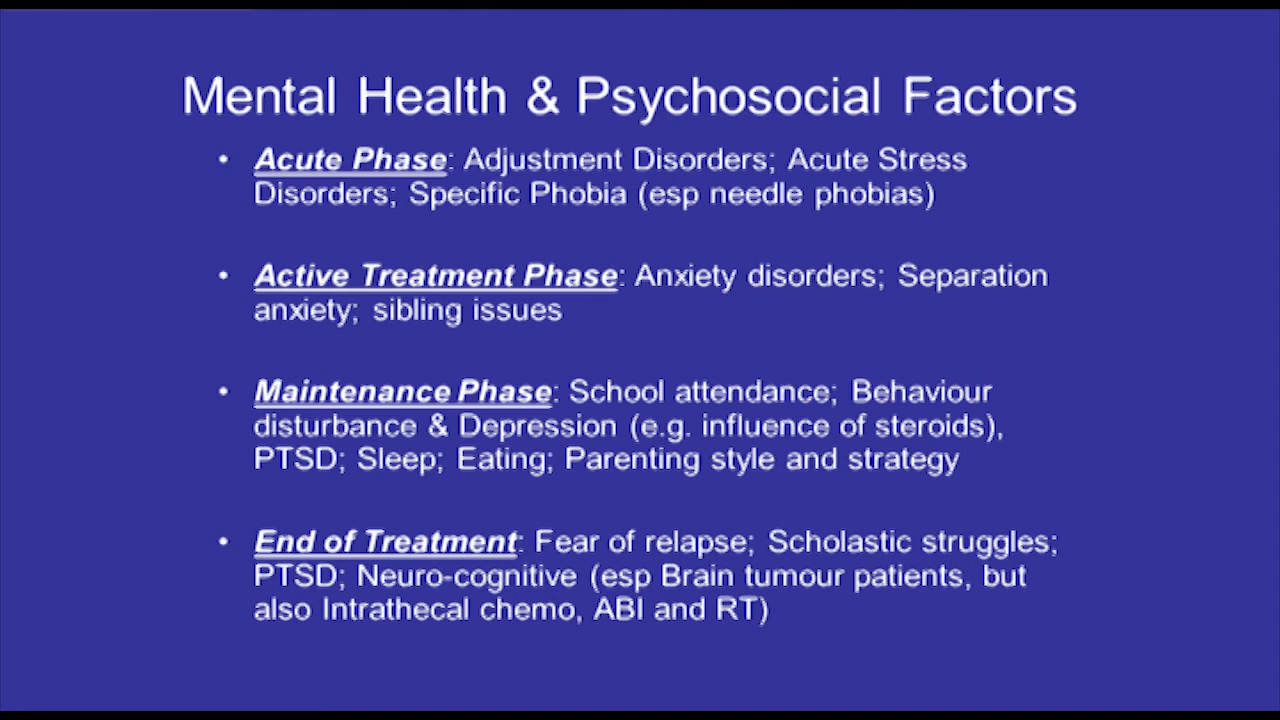 Mental Health & Psychosocial Factors
• Acute Phase: Adjustment Disorders; Acute Stress
Disorders; Specific Phobia (esp needle phobias)
• Active Treatment Phase: Anxiety disorders; Separation
anxiety; sibling issues
• Maintenance Phase: School attendance; Behaviour
disturbance & Depression (e.g. influence of steroids),
PTSD; Sleep; Eating; Parenting style and strategy
• End of Treatment: Fear of relapse; Scholastic struggles;
PTSD; Neuro-cognitive (esp Brain tumour patients, but
also Intrathecal chemo, ABI and RT)